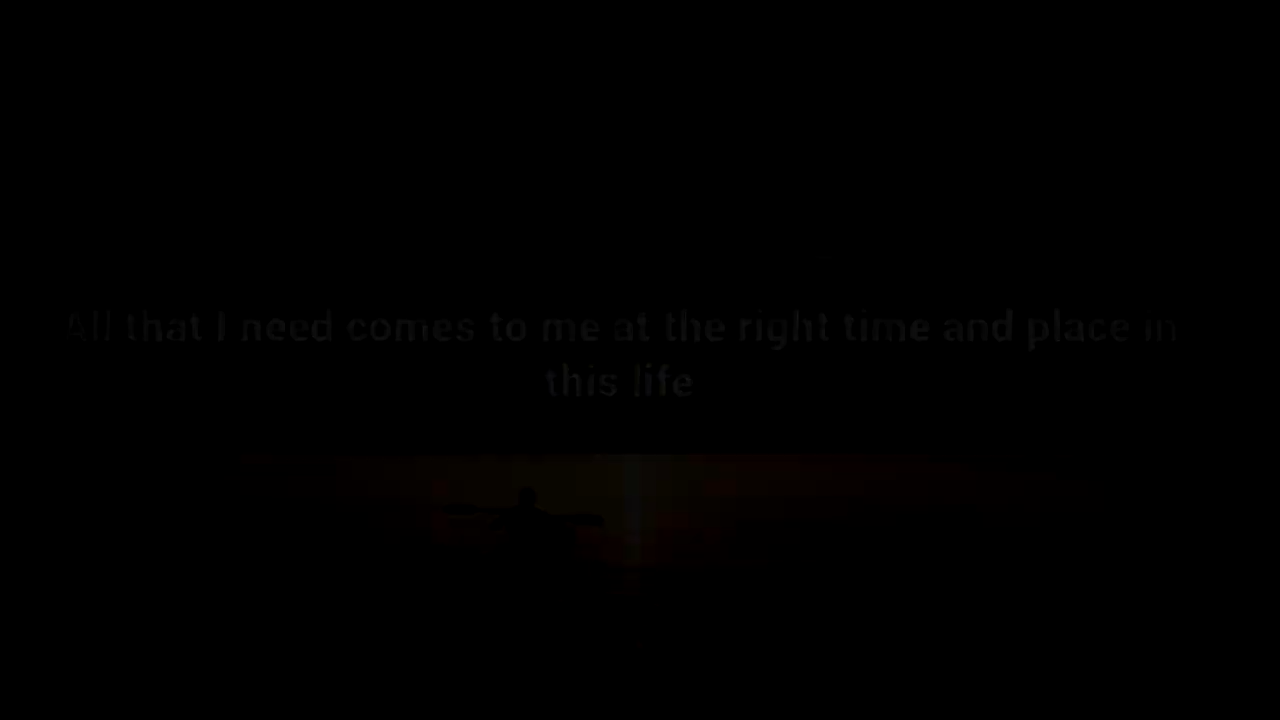 All that I need comes to me at the right time and place in
this life